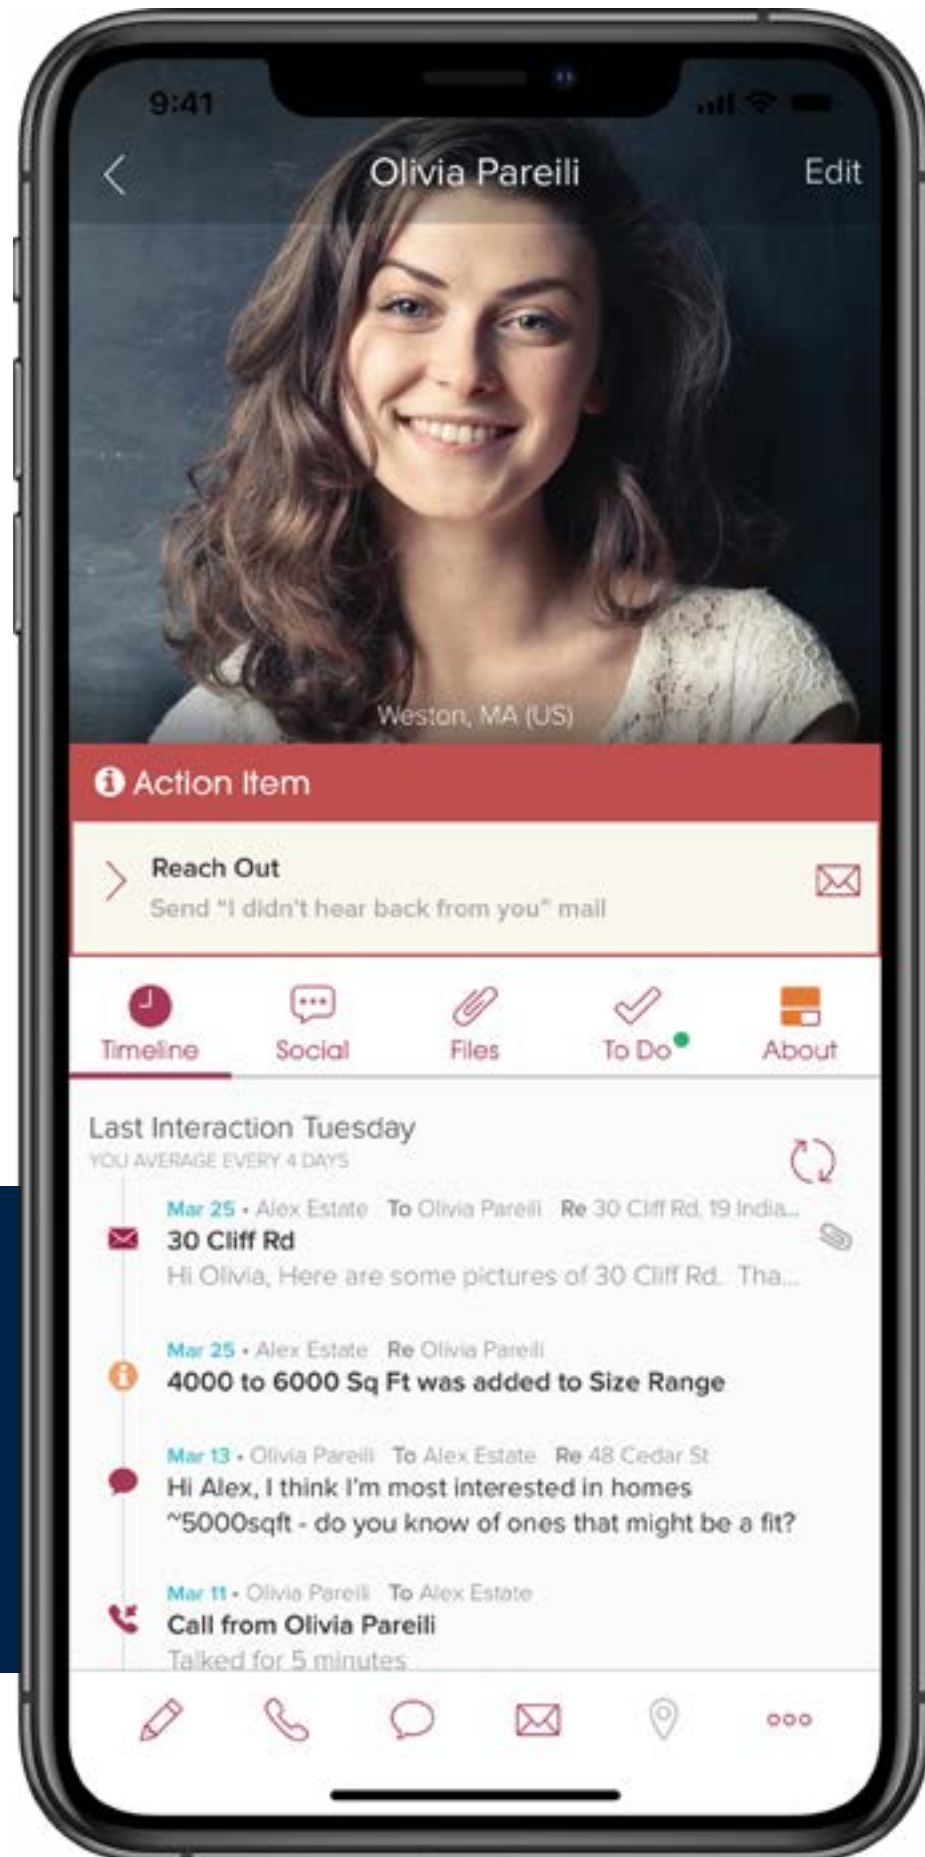 9:41
Olivia Pareili
Edit
Weston, MA (US)
Action Item
Reach Out
Send "I didn't hear back from you" mail
Timeline Social Files To Do About
Last Interaction Tuesday
YOU AVERAGE EVERY 4 DAYS
Mar 25 • Alex Estate To Olivia Pareili Re 30 Cliff Rd, 19 India...
30 Cliff Rd
Hi Olivia, Here are some pictures of 30 Cliff Rd. Tha...
Mar 25 • Alex Estate Re Olivia Pareili
4000 to 6000 Sq Ft was added to Size Range
Mar 13 • Olivia Pareili To Alex Estate Re 48 Cedar St
Hi Alex, I think I'm most interested in homes
~5000sqft - do you know of ones that might be a fit?
Mar 11 • Olivia Pareili To Alex Estate
Call from Olivia Pareili
Talked for 5 minutes